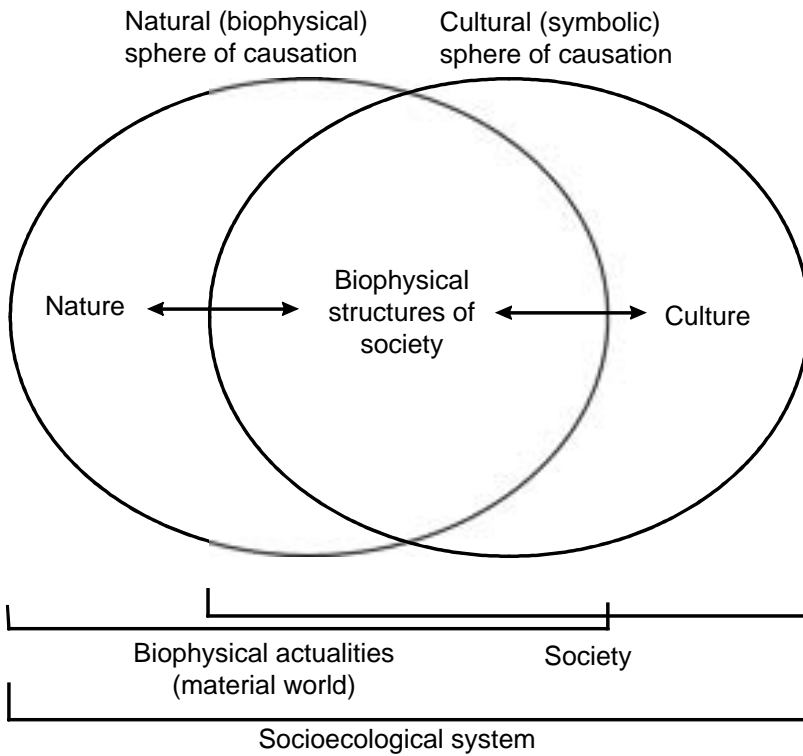 Natural (biophysical)
sphere of causation
Cultural (symbolic)
sphere of causation
Nature
Biophysical
structures of
society
Culture
Biophysical actualities
(material world)
Society
Socioecological system